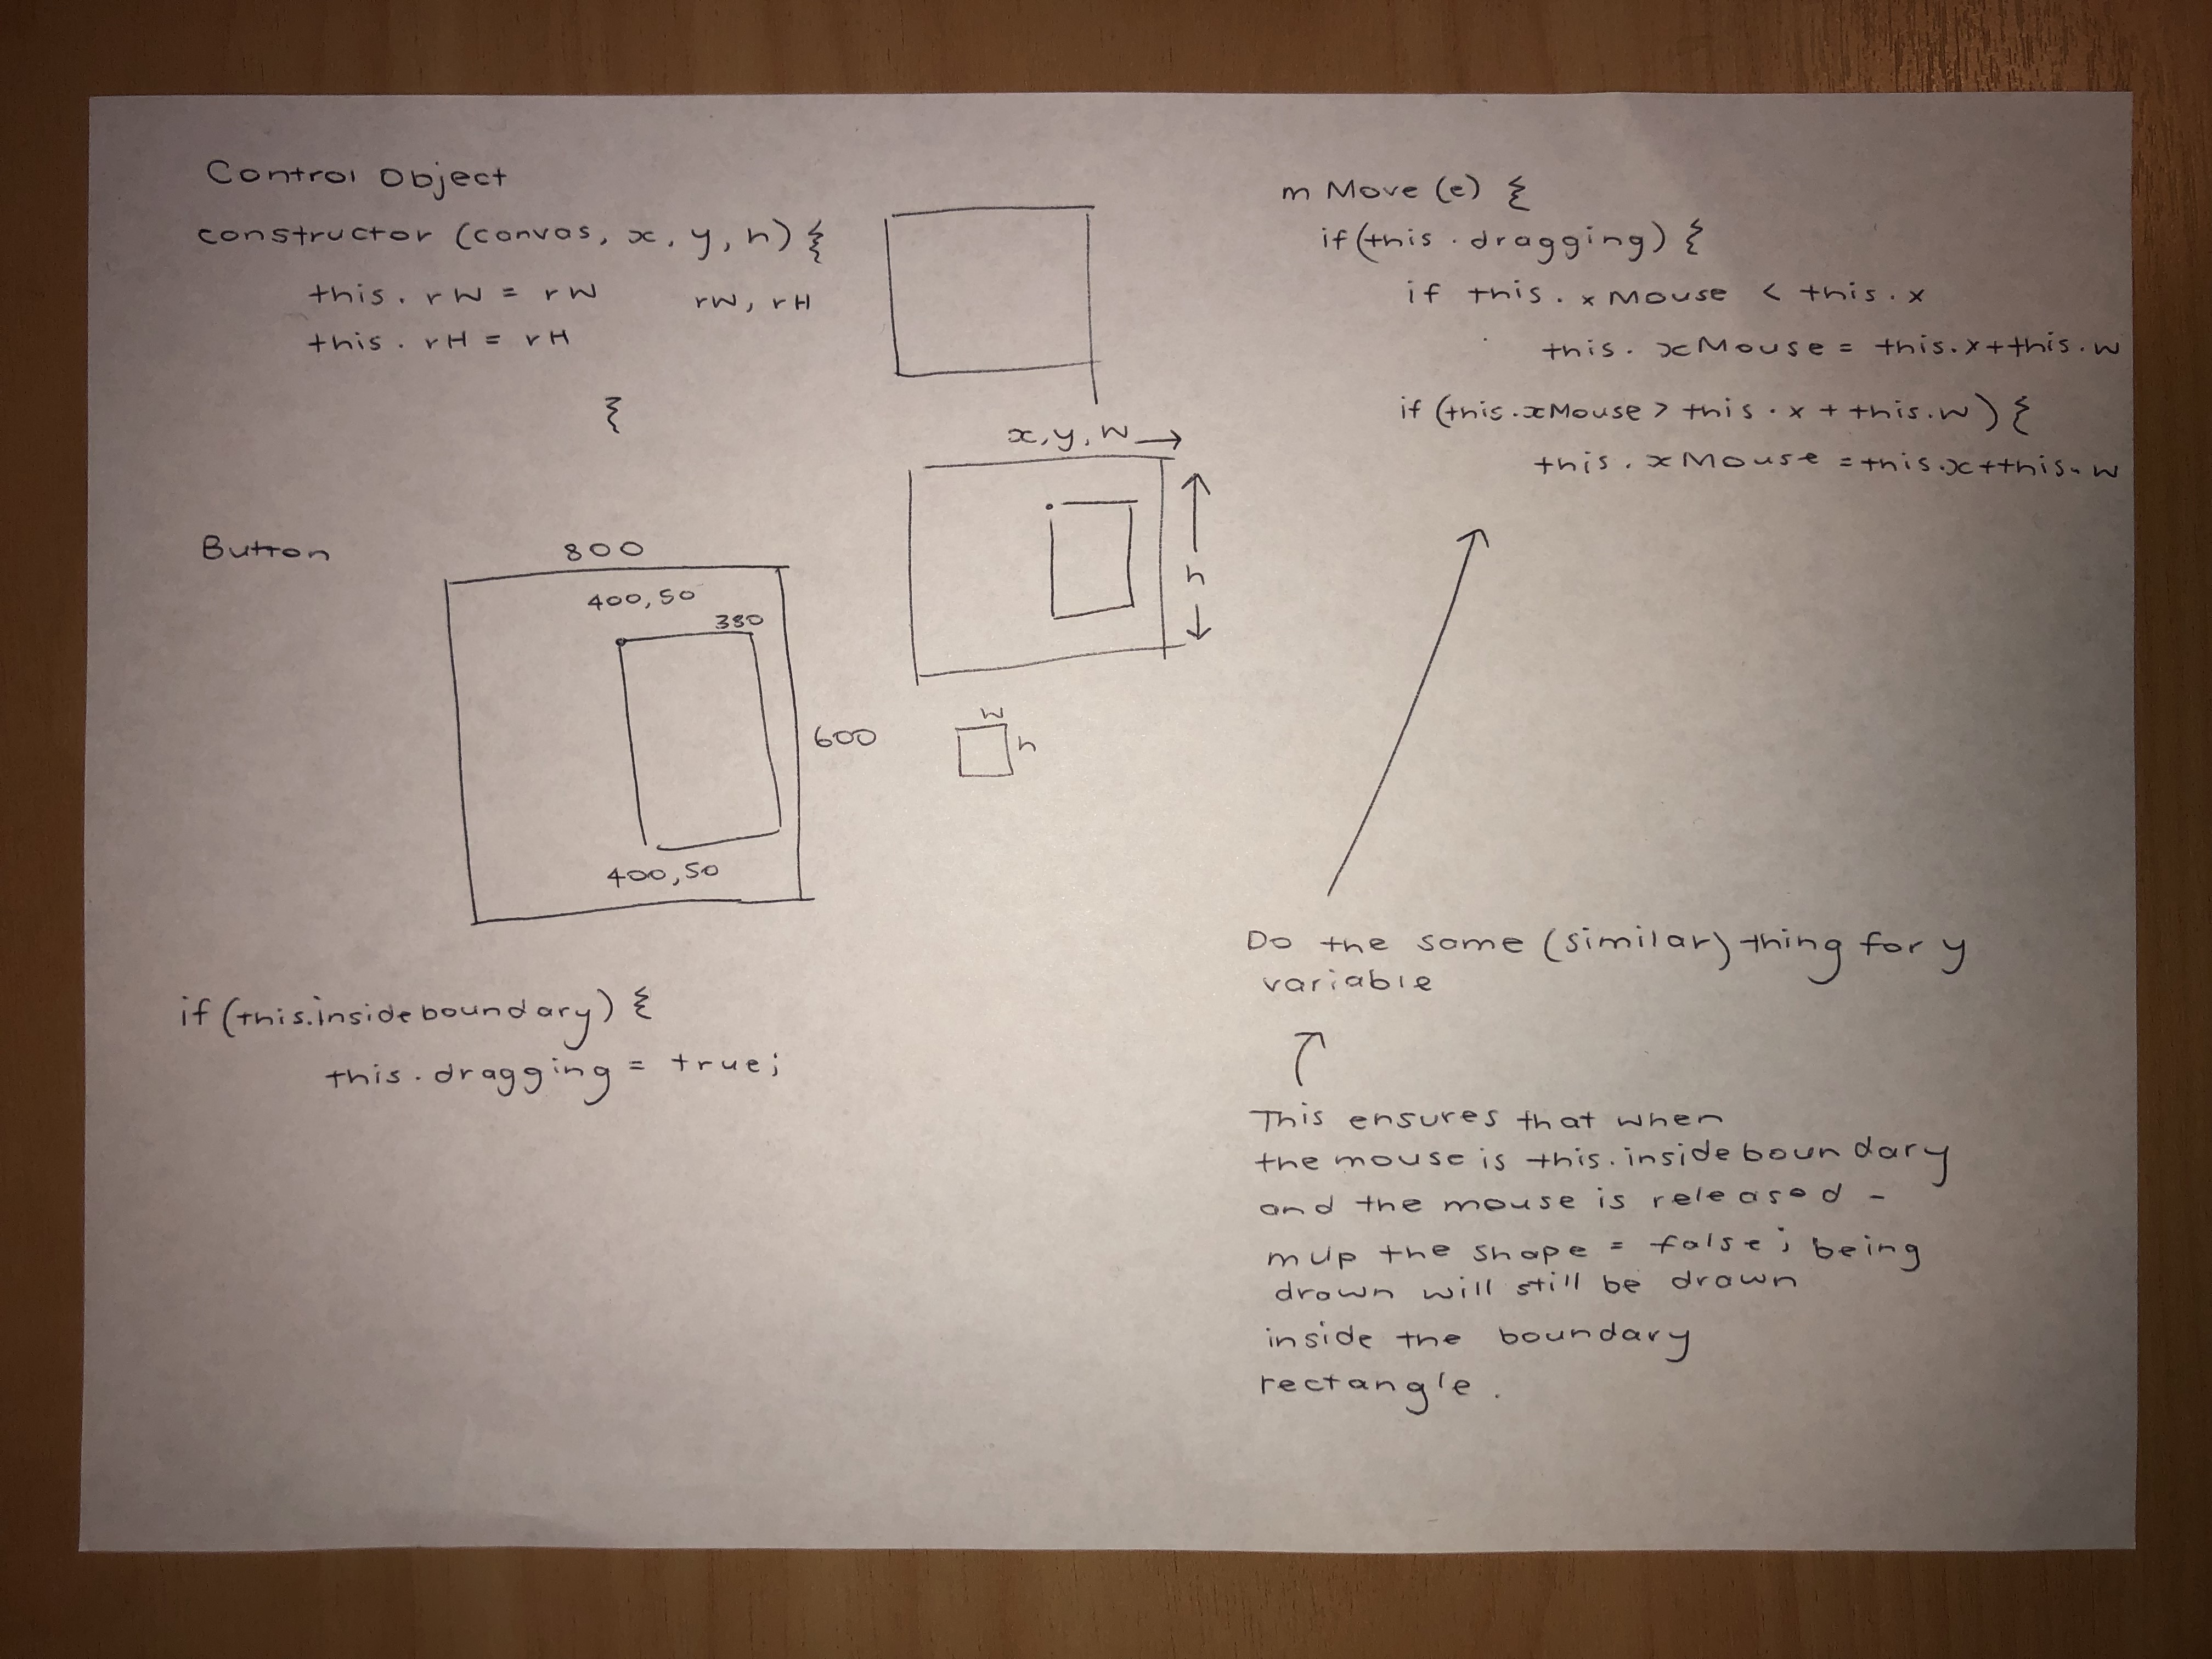 Control Object
constructor (canvas, x, y, h) {
this. rW = rW
rW, rH
this. rH = rH
{
Button
800
400,50
380
400,50
600
x, y, w
h
w
h
if (this.insideboundary) {
this. dragging = true;
mMove (e) {
if (this. dragging) {
if this. xMouse < this. x
this. xMouse = this. x + this. w
if (this. xMouse > this. x + this. w) {
this. xMouse = this. x + this. w
Do the same (similar) thing for y
variable
This ensures that when
the mouse is this.insideboundary
and the mouse is released -
mUp the shape = false; being
drawn will still be drawn
inside the boundary
rectangle.